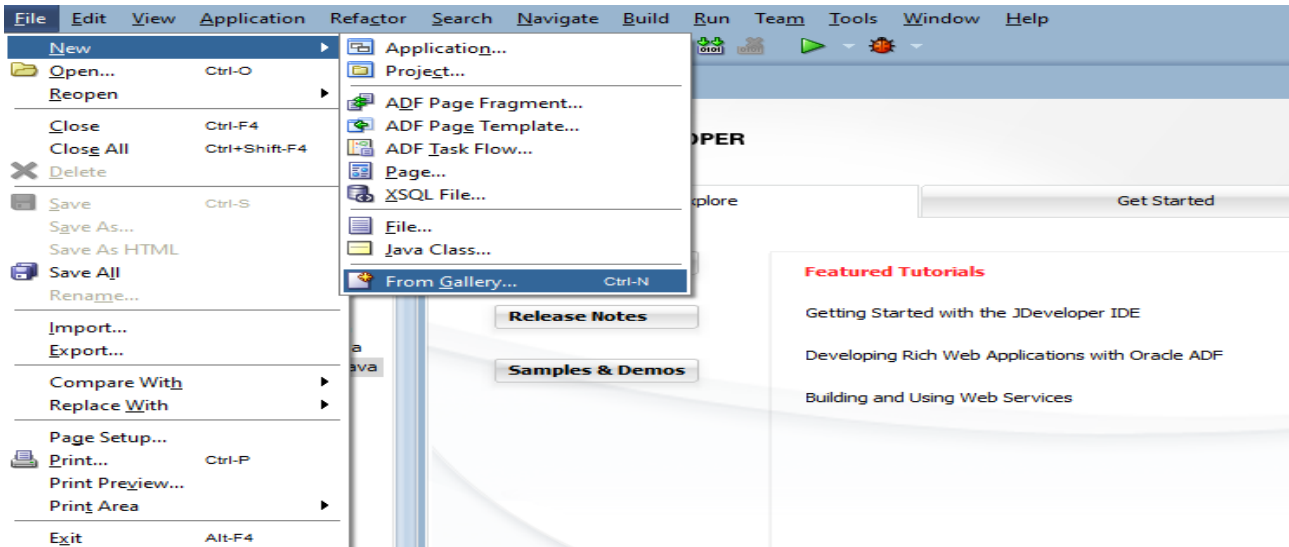 File Edit View Application Refactor Search Navigate Build Run Team Tools Window Help
New
Open... Ctrl-O
Reopen
Close Ctrl-F4
Close All Ctrl+Shift-F4
Delete
Save Ctrl-S
Save As...
Save As HTML
Save All
Rename...
Import...
Export...
Compare With
Replace With
Page Setup...
Print... Ctrl-P
Print Preview...
Print Area
Exit Alt-F4
Application...
Project...
ADF Page Fragment...
ADF Page Template...
ADF Task Flow...
Page...
XSQL File...
File...
Java Class...
From Gallery... Ctrl-N
a
ava
OPER
xplore
Get Started
Release Notes
Samples & Demos
Featured Tutorials
Getting Started with the JDeveloper IDE
Developing Rich Web Applications with Oracle ADF
Building and Using Web Services